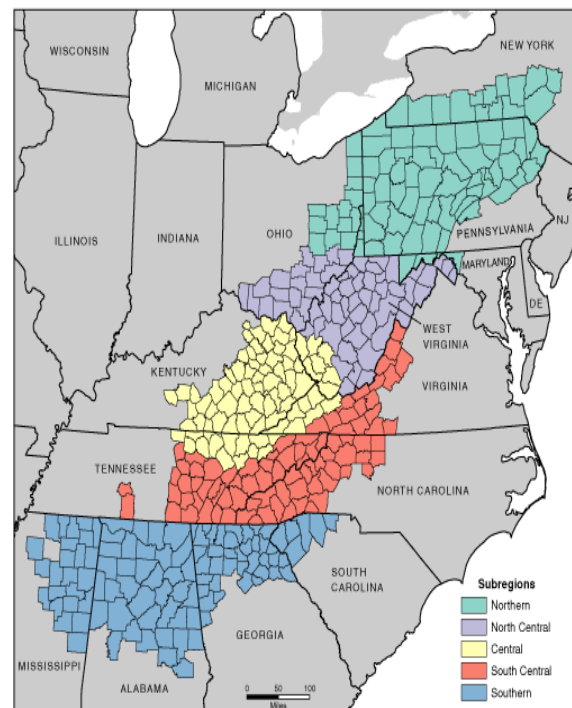 WISCONSIN
NEW YORK
MICHIGAN
PENNSYLVANIA
NJ
OHIO
ILLINOIS
INDIANA
MARYLAND
DE
WEST
VIRGINIA
KENTUCKY
VIRGINIA
TENNESSEE
NORTH CAROLINA
SOUTH
CAROLINA
GEORGIA
MISSISSIPPI
ALABAMA
Subregions
Northern
North Central
Central
South Central
Southern
0 50 100
Miles